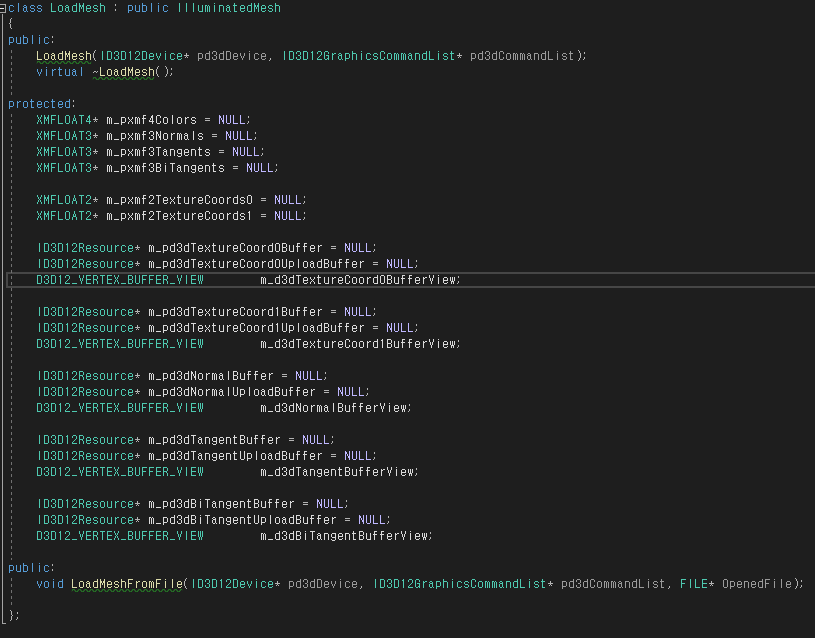 class LoadMesh : public IlluminatedMesh
{
public:
LoadMesh(ID3D12Device* pd3dDevice, ID3D12GraphicsCommandList* pd3dCommandList);
virtual ~LoadMesh();
protected:
XMFLOAT4* m_pxmf4Colors = NULL;
XMFLOAT3* m_pxmf3Normals = NULL;
XMFLOAT3* m_pxmf3Tangents = NULL;
XMFLOAT3* m_pxmf3BiTangents = NULL;
XMFLOAT2* m_pxmf2TextureCoords0 = NULL;
XMFLOAT2* m_pxmf2TextureCoords1 = NULL;
ID3D12Resource* m_pd3dTextureCoord0Buffer = NULL;
ID3D12Resource* m_pd3dTextureCoord0UploadBuffer = NULL;
D3D12_VERTEX_BUFFER_VIEW m_d3dTextureCoord0BufferView;
ID3D12Resource* m_pd3dTextureCoord1Buffer = NULL;
ID3D12Resource* m_pd3dTextureCoord1UploadBuffer = NULL;
D3D12_VERTEX_BUFFER_VIEW m_d3dTextureCoord1BufferView;
ID3D12Resource* m_pd3dNormalBuffer = NULL;
ID3D12Resource* m_pd3dNormalUploadBuffer = NULL;
D3D12_VERTEX_BUFFER_VIEW m_d3dNormalBufferView;
ID3D12Resource* m_pd3dTangentBuffer = NULL;
ID3D12Resource* m_pd3dTangentUploadBuffer = NULL;
D3D12_VERTEX_BUFFER_VIEW m_d3dTangentBufferView;
ID3D12Resource* m_pd3dBiTangentBuffer = NULL;
ID3D12Resource* m_pd3dBiTangentUploadBuffer = NULL;
D3D12_VERTEX_BUFFER_VIEW m_d3dBiTangentBufferView;
public:
void LoadMeshFromFile(ID3D12Device* pd3dDevice, ID3D12GraphicsCommandList* pd3dCommandList, FILE* OpenedFile);
};